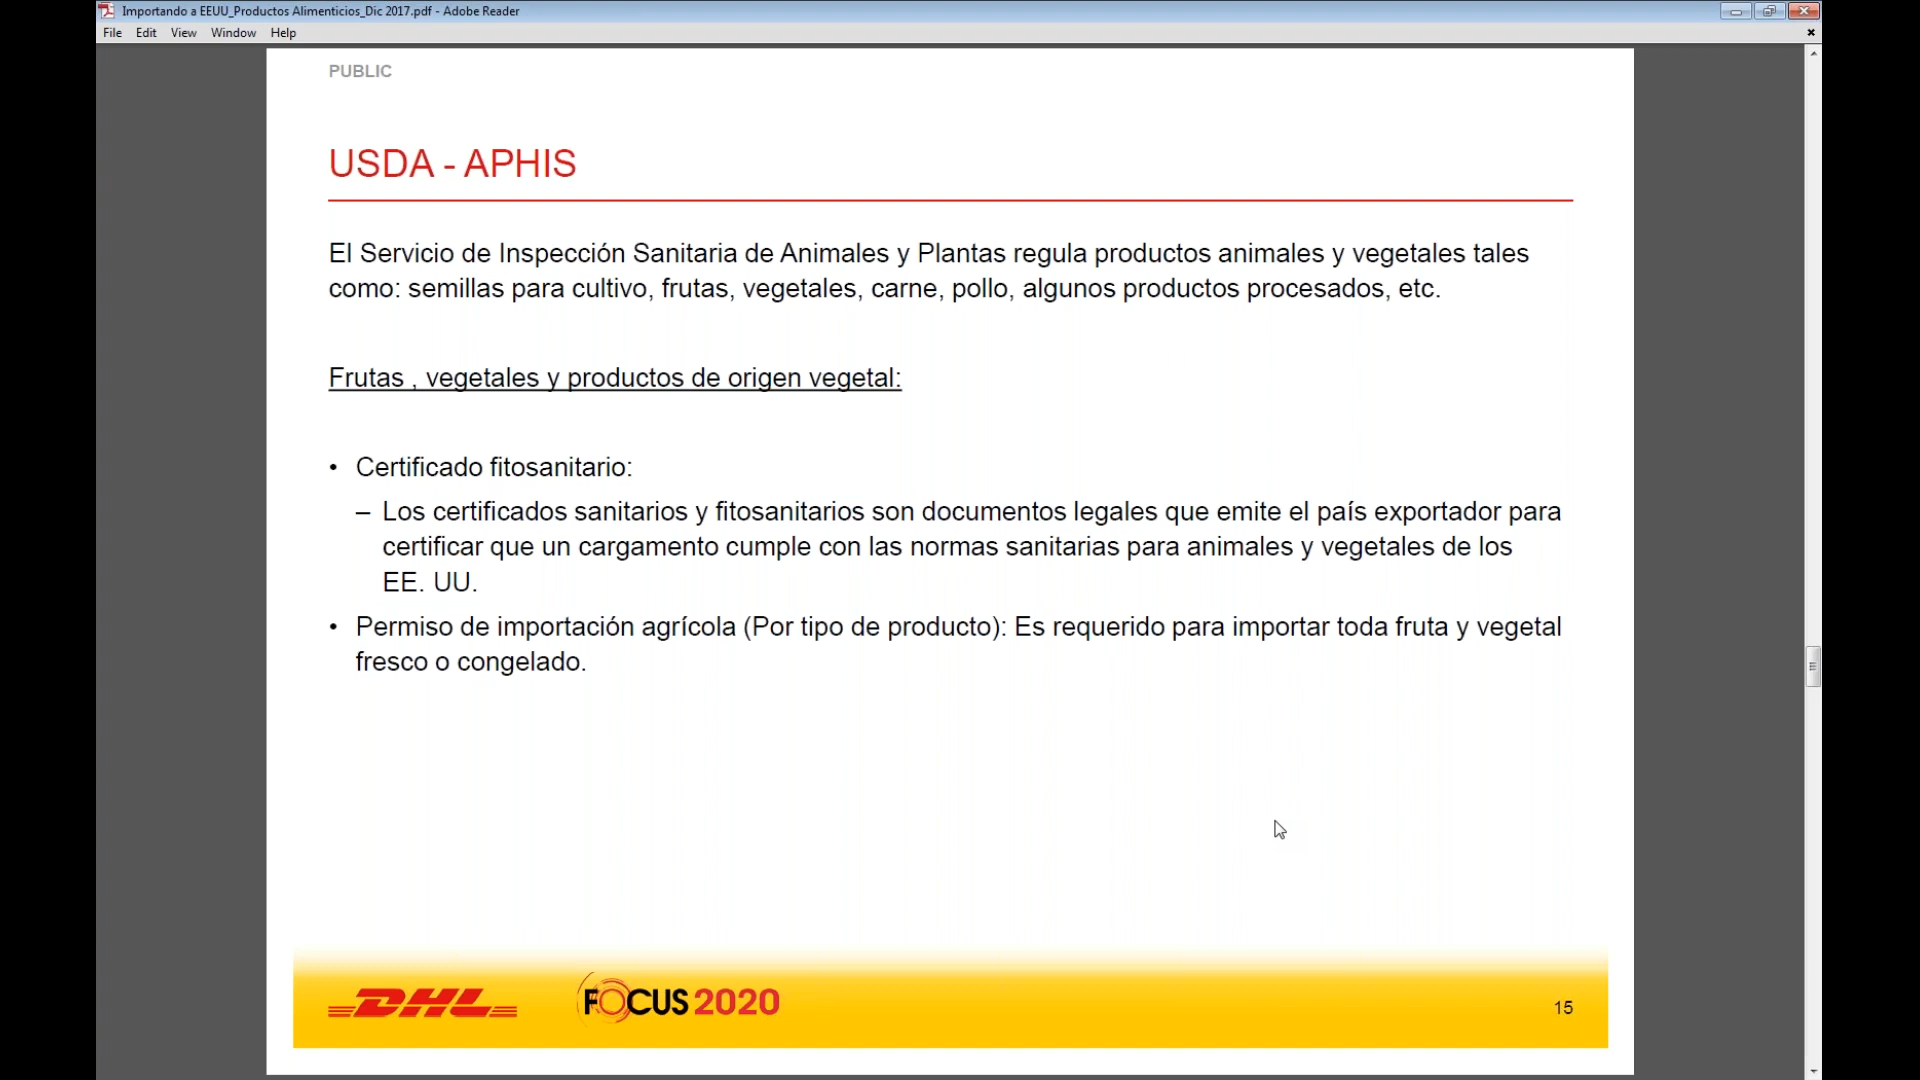 Importando a EEUU_Productos Alimenticios_Dic 2017.pdf - Adobe Reader
File Edit View Window Help
PUBLIC
USDA - APHIS
El Servicio de Inspección Sanitaria de Animales y Plantas regula productos animales y vegetales tales
como: semillas para cultivo, frutas, vegetales, carne, pollo, algunos productos procesados, etc.
Frutas , vegetales y productos de origen vegetal:
• Certificado fitosanitario:
– Los certificados sanitarios y fitosanitarios son documentos legales que emite el país exportador para
certificar que un cargamento cumple con las normas sanitarias para animales y vegetales de los
EE. UU.
• Permiso de importación agrícola (Por tipo de producto): Es requerido para importar toda fruta y vegetal
fresco o congelado.
DHL FOCUS 2020 15